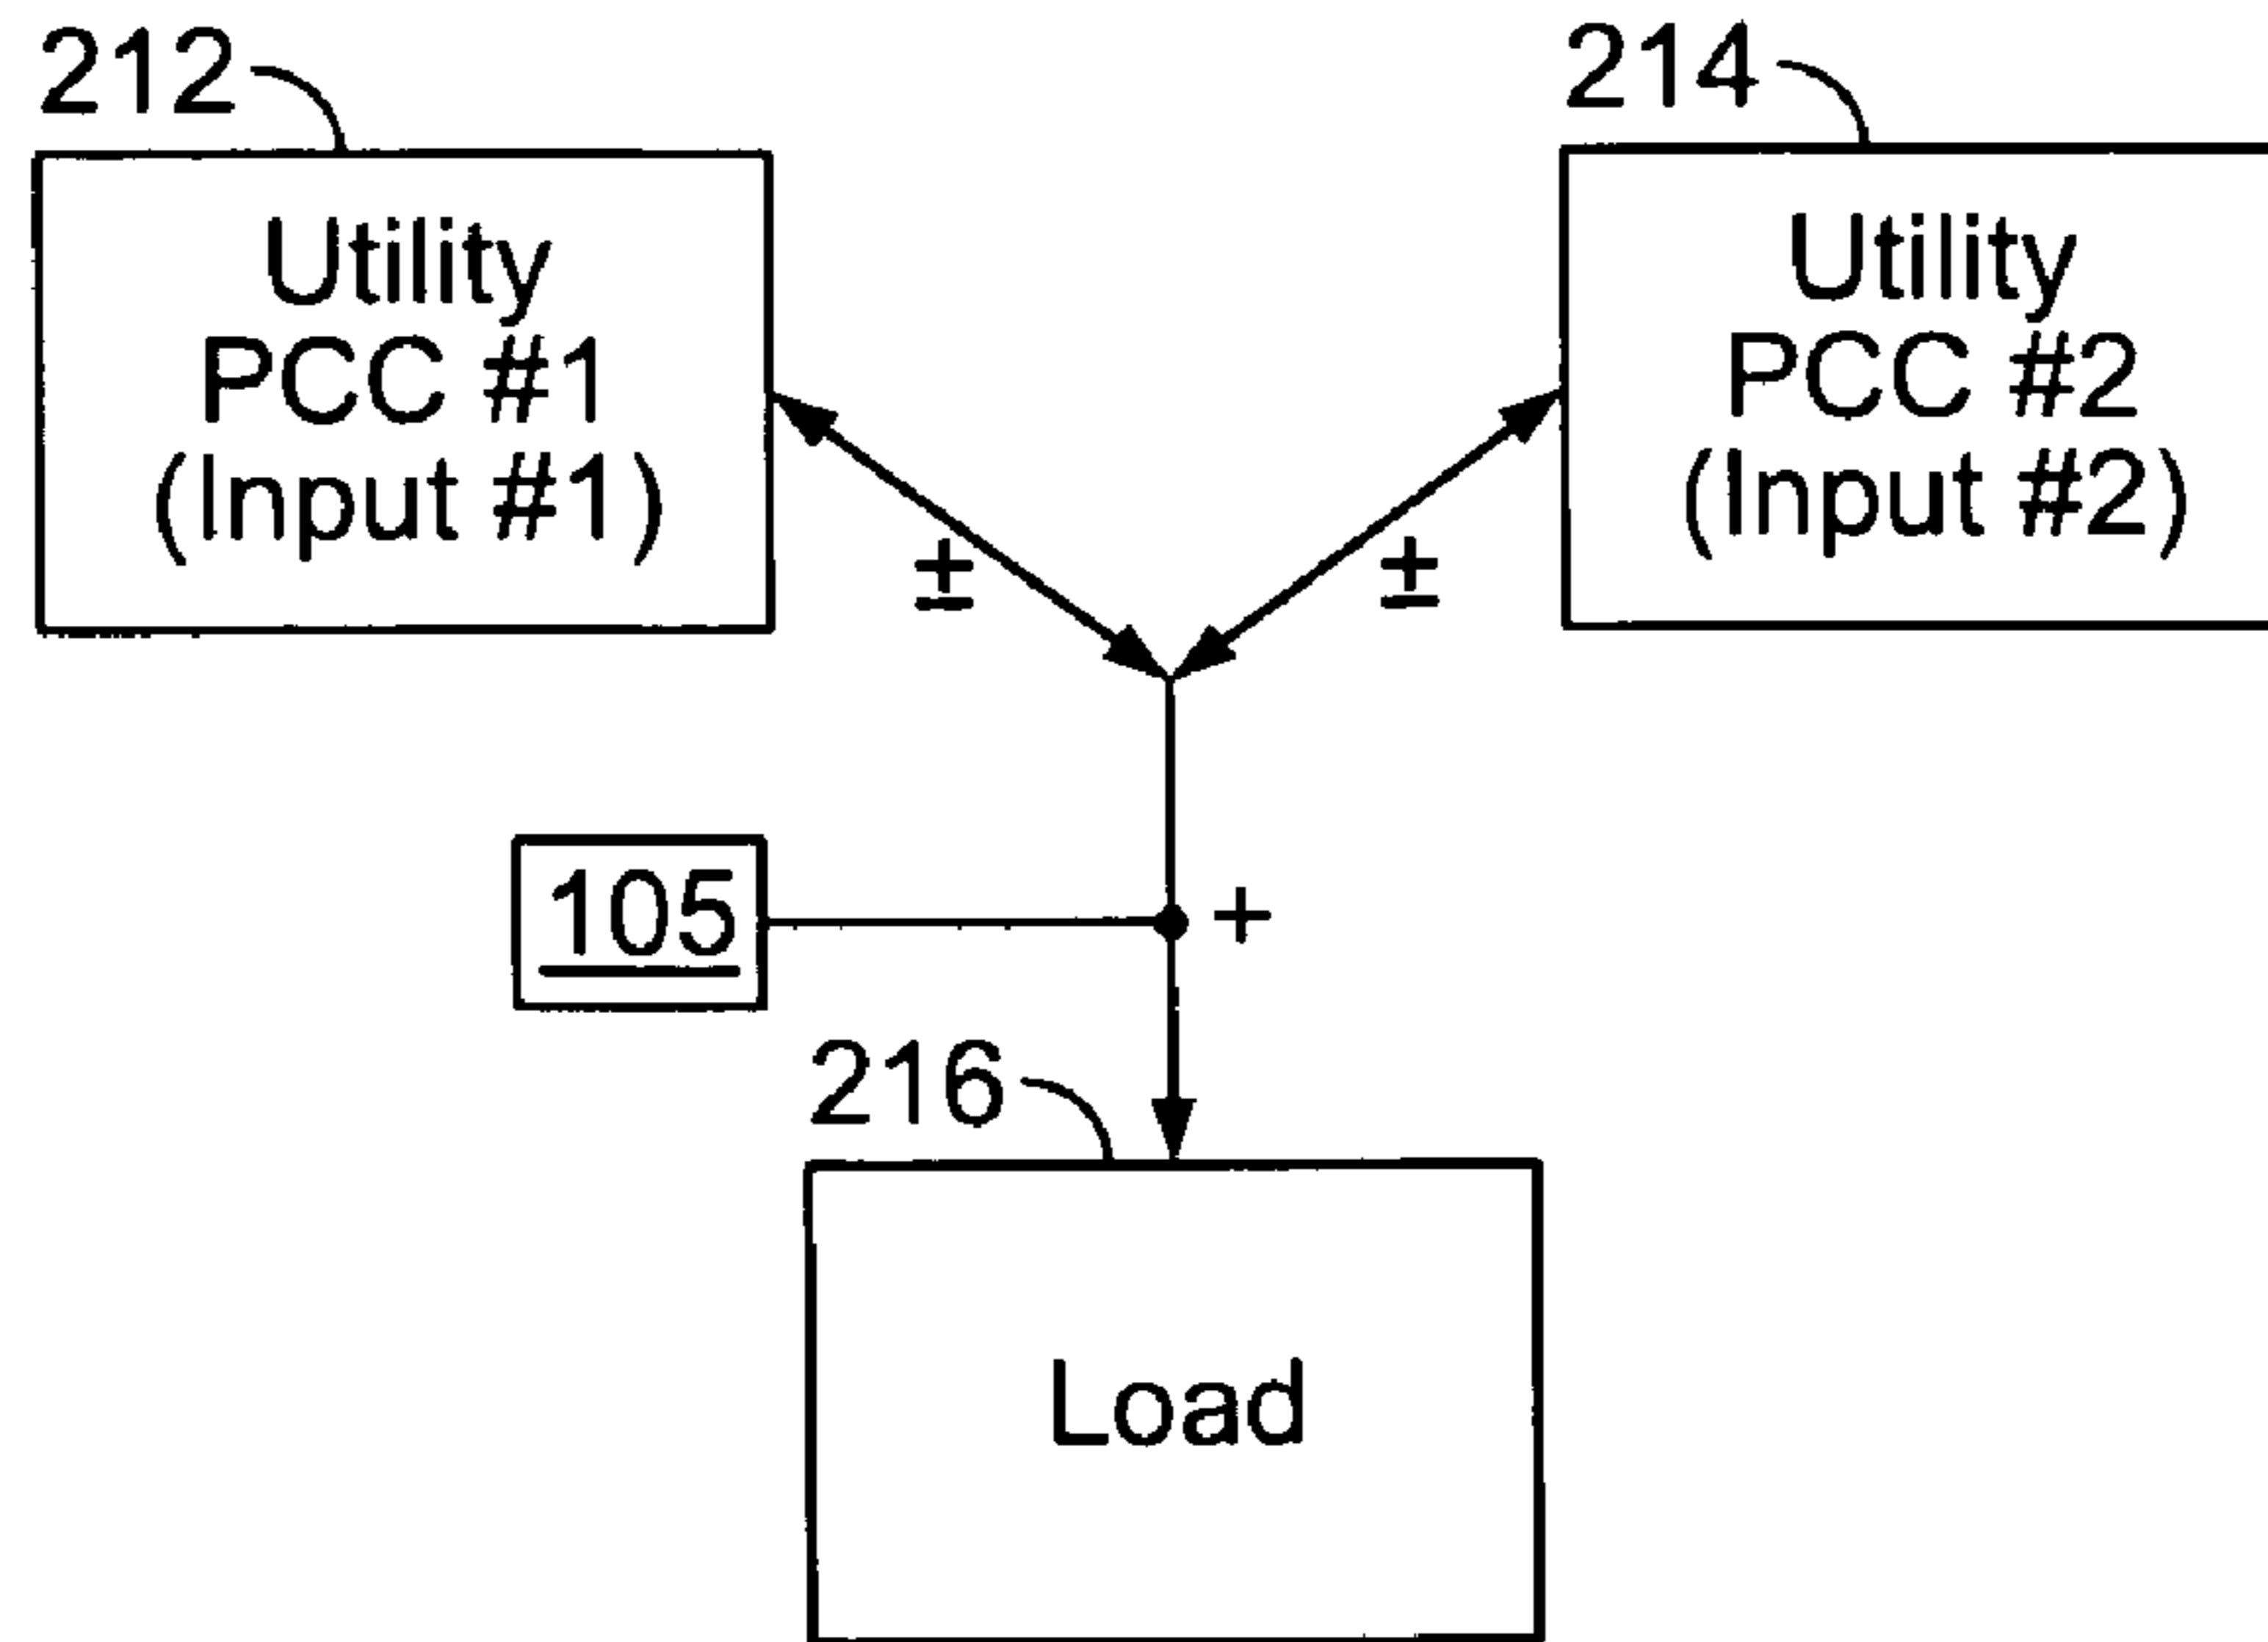 212
214
Utility
PCC #1
(Input #1)
Utility
PCC #2
(Input #2)
±
±
105
+
216
Load